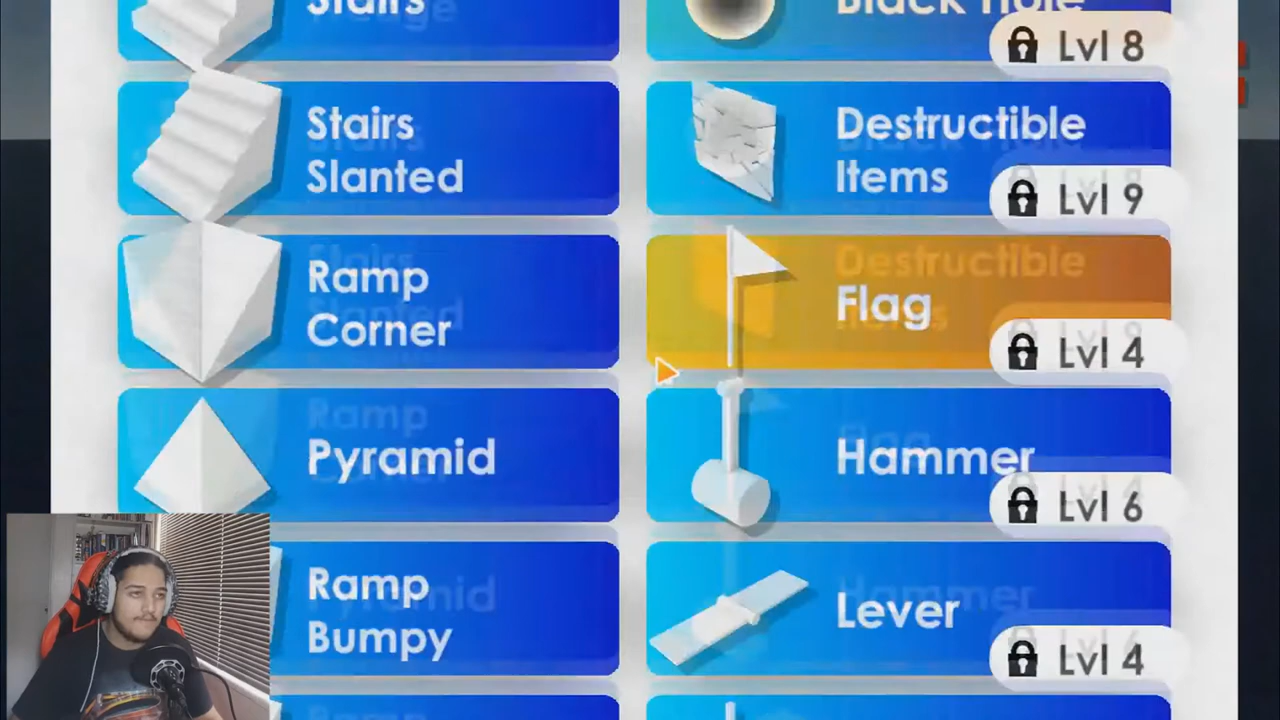 Stairs
Black Hole
Lvl 8
Stairs
Slanted
Destructible
Items
Lvl 9
Ramp
Corner
Flag
Lvl 4
Pyramid
Hammer
Lvl 6
Ramp
Bumpy
Lever
Lvl 4